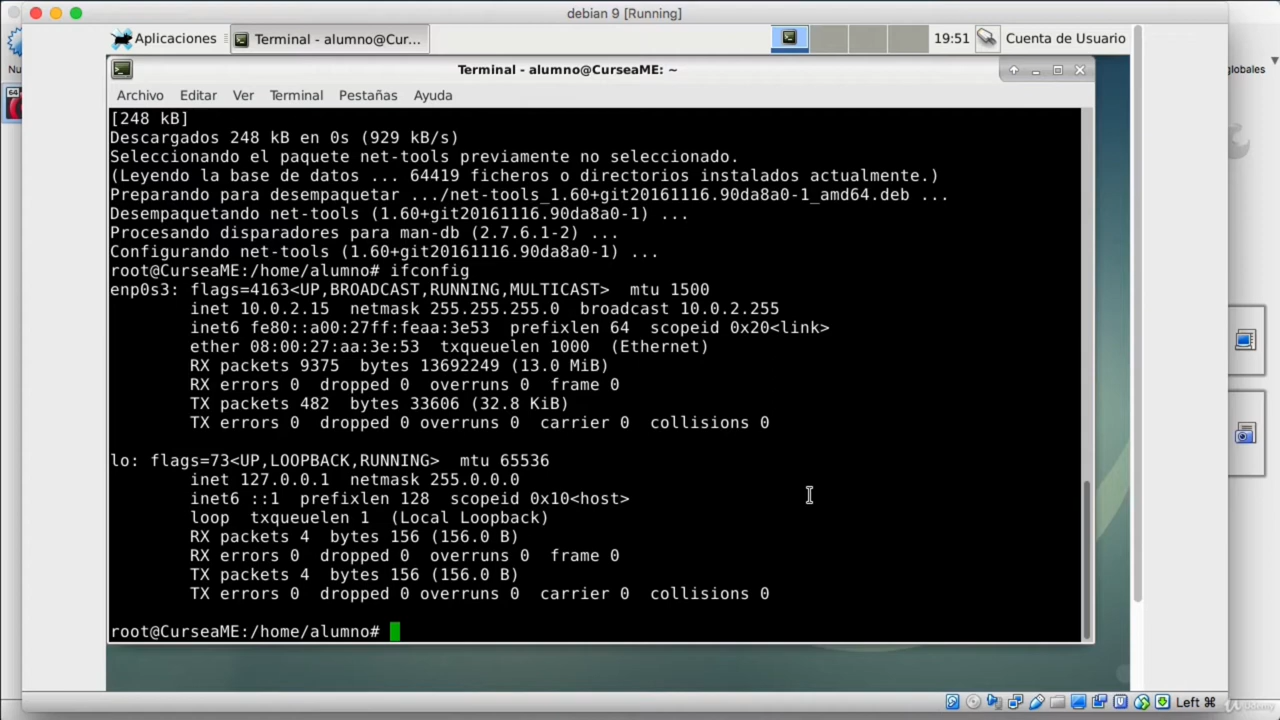 debian 9 [Running]
Aplicaciones
Terminal - alumno@Cur...
19:51
Cuenta de Usuario
Nu
globales
64
Terminal - alumno@CurseaME: ~
Archivo Editar Ver Terminal Pestañas Ayuda
[248 kB]
Descargados 248 kB en 0s (929 kB/s)
Seleccionando el paquete net-tools previamente no seleccionado.
(Leyendo la base de datos ... 64419 ficheros o directorios instalados actualmente.)
Preparando para desempaquetar .../net-tools_1.60+git20161116.90da8a0-1_amd64.deb ...
Desempaquetando net-tools (1.60+git20161116.90da8a0-1) ...
Procesando disparadores para man-db (2.7.6.1-2) ...
Configurando net-tools (1.60+git20161116.90da8a0-1) ...
root@CurseaME:/home/alumno# ifconfig
enp0s3: flags=4163<UP,BROADCAST,RUNNING,MULTICAST>  mtu 1500
        inet 10.0.2.15  netmask 255.255.255.0  broadcast 10.0.2.255
        inet6 fe80::a00:27ff:feaa:3e53  prefixlen 64  scopeid 0x20<link>
        ether 08:00:27:aa:3e:53  txqueuelen 1000  (Ethernet)
        RX packets 9375  bytes 13692249 (13.0 MiB)
        RX errors 0  dropped 0  overruns 0  frame 0
        TX packets 482  bytes 33606 (32.8 KiB)
        TX errors 0  dropped 0 overruns 0  carrier 0  collisions 0
lo: flags=73<UP,LOOPBACK,RUNNING>  mtu 65536
        inet 127.0.0.1  netmask 255.0.0.0
        inet6 ::1  prefixlen 128  scopeid 0x10<host>
        loop  txqueuelen 1  (Local Loopback)
        RX packets 4  bytes 156 (156.0 B)
        RX errors 0  dropped 0  overruns 0  frame 0
        TX packets 4  bytes 156 (156.0 B)
        TX errors 0  dropped 0 overruns 0  carrier 0  collisions 0
root@CurseaME:/home/alumno#
Left ⌘
Udemy